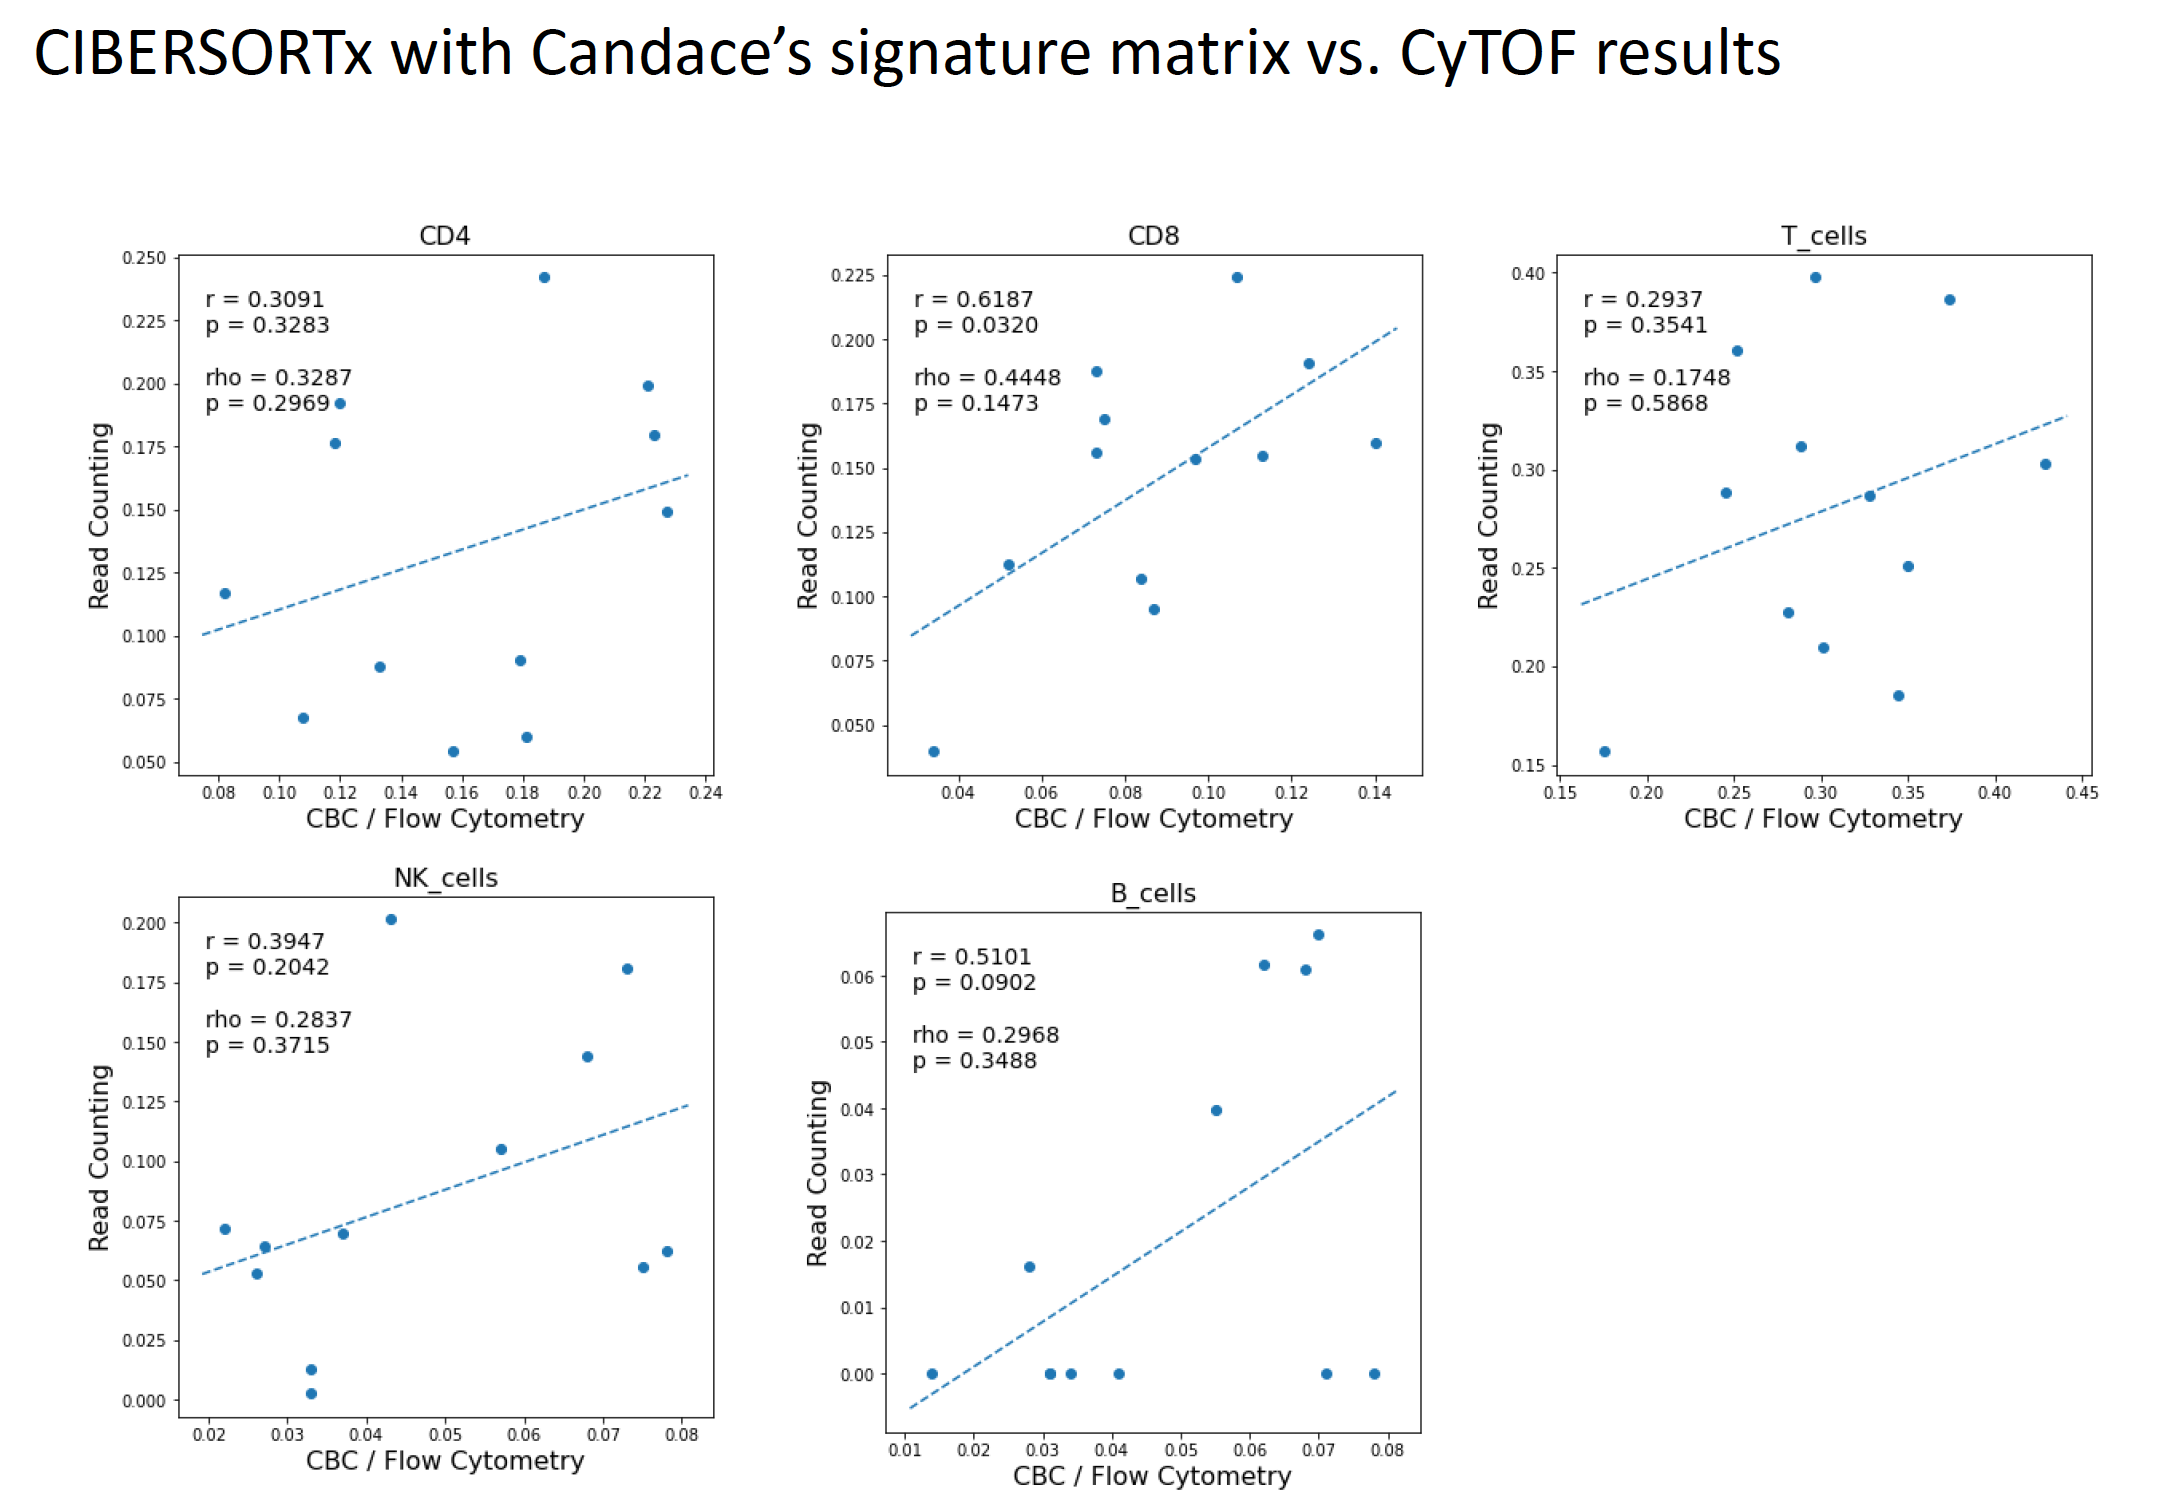 CIBERSORTx with Candace’s signature matrix vs. CyTOF results
CD4
r = 0.3091
p = 0.3283
rho = 0.3287
p = 0.2969
0.250
0.225
0.200
0.175
0.150
0.125
0.100
0.075
0.050
Read Counting
0.08 0.10 0.12 0.14 0.16 0.18 0.20 0.22 0.24
CBC / Flow Cytometry
CD8
r = 0.6187
p = 0.0320
rho = 0.4448
p = 0.1473
0.225
0.200
0.175
0.150
0.125
0.100
0.075
0.050
Read Counting
0.04 0.06 0.08 0.10 0.12 0.14
CBC / Flow Cytometry
T_cells
r = 0.2937
p = 0.3541
rho = 0.1748
p = 0.5868
0.40
0.35
0.30
0.25
0.20
0.15
Read Counting
0.15 0.20 0.25 0.30 0.35 0.40 0.45
CBC / Flow Cytometry
NK_cells
r = 0.3947
p = 0.2042
rho = 0.2837
p = 0.3715
0.200
0.175
0.150
0.125
0.100
0.075
0.050
0.025
0.000
Read Counting
0.02 0.03 0.04 0.05 0.06 0.07 0.08
CBC / Flow Cytometry
B_cells
r = 0.5101
p = 0.0902
rho = 0.2968
p = 0.3488
0.06
0.05
0.04
0.03
0.02
0.01
0.00
Read Counting
0.01 0.02 0.03 0.04 0.05 0.06 0.07 0.08
CBC / Flow Cytometry